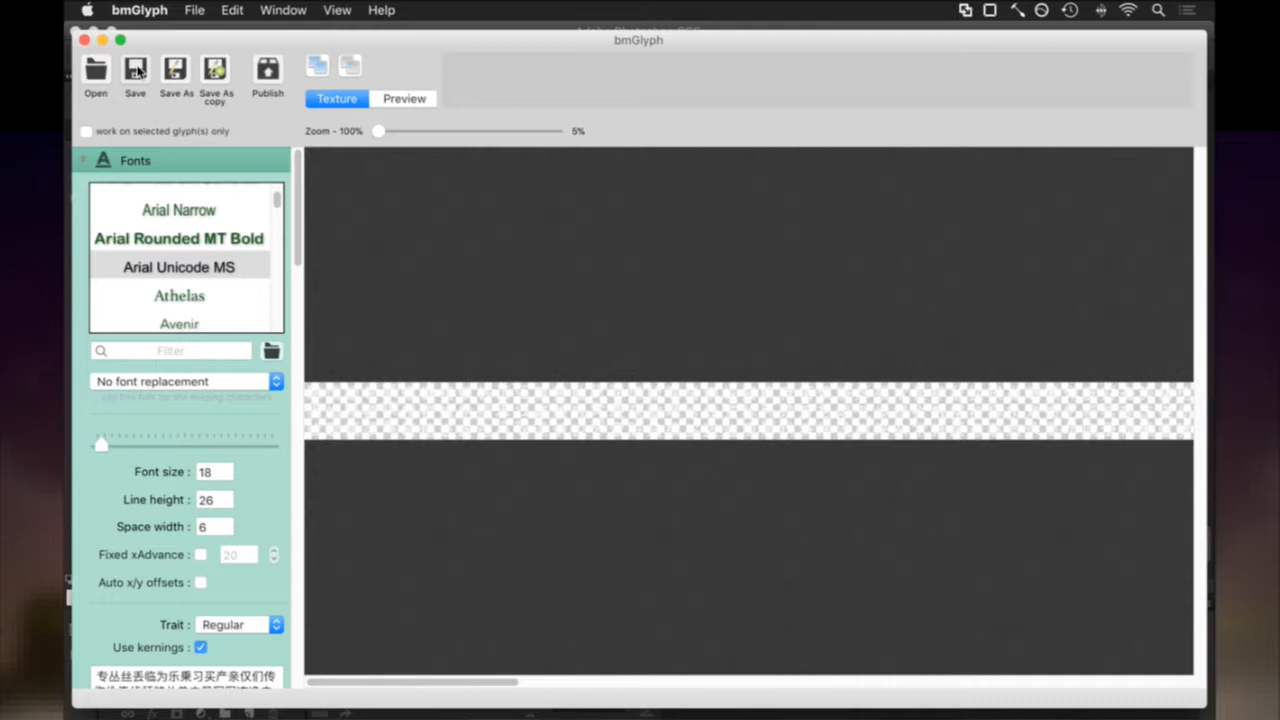 bmGlyph File Edit Window View Help
bmGlyph
Open Save Save As Save As copy Publish
Texture Preview
work on selected glyph(s) only
Zoom - 100% 5%
Fonts
Arial Narrow
Arial Rounded MT Bold
Arial Unicode MS
Athelas
Avenir
Filter
No font replacement
Font size : 18
Line height : 26
Space width : 6
Fixed xAdvance : 20
Auto x/y offsets :
Trait : Regular
Use kernings :
专丛丝丢临为乐乘习买产亲仅们传